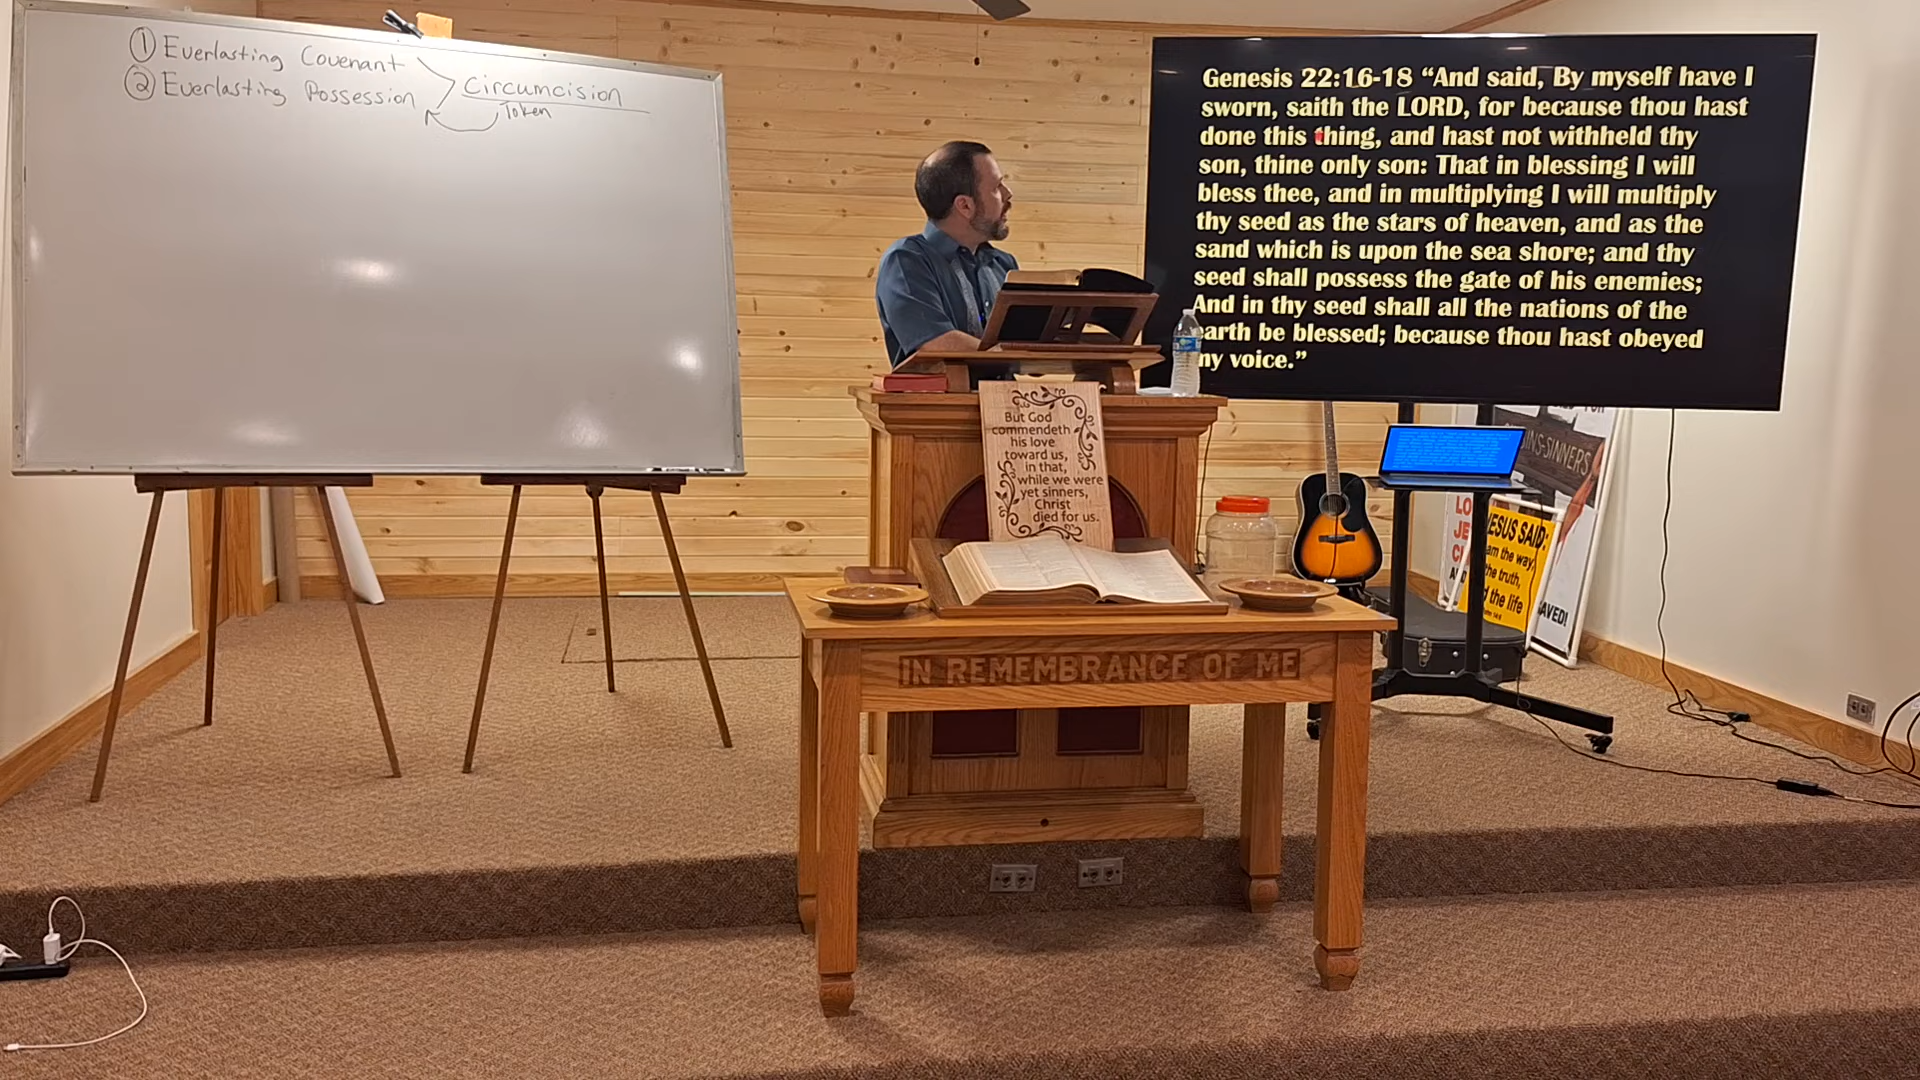 ① Everlasting Covenant
② Everlasting Possession
Circumcision
Token
Genesis 22:16-18 “And said, By myself have I
sworn, saith the LORD, for because thou hast
done this thing, and hast not withheld thy
son, thine only son: That in blessing I will
bless thee, and in multiplying I will multiply
thy seed as the stars of heaven, and as the
sand which is upon the sea shore; and thy
seed shall possess the gate of his enemies;
And in thy seed shall all the nations of the
earth be blessed; because thou hast obeyed
my voice.”
But God
commendeth
his love
toward us,
in that,
while we were
yet sinners,
Christ
died for us.
IN REMEMBRANCE OF ME
JESUS SAID:
am the way,
the truth,
the life
SINNERS